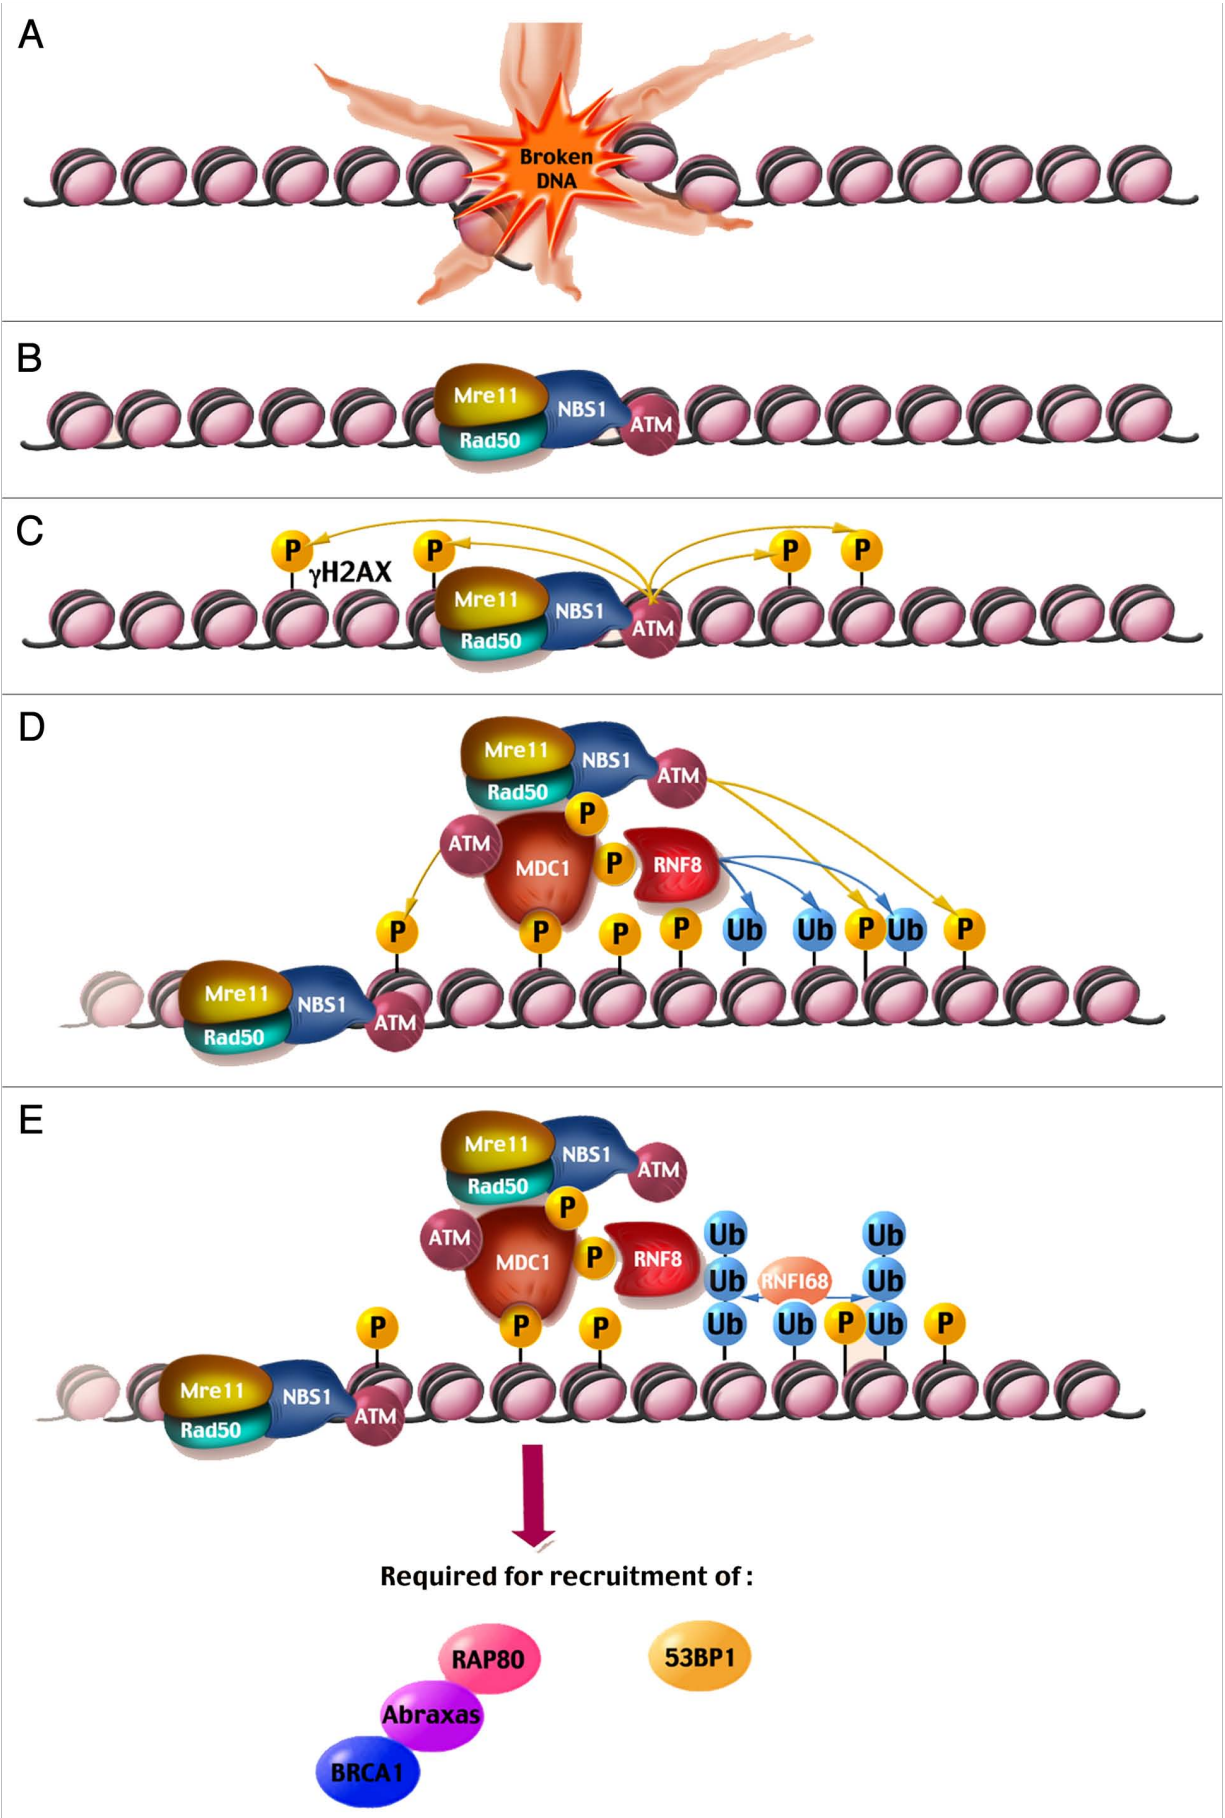 A
Broken
DNA
B
Mre11
NBS1
Rad50
ATM
C
P
P
P
P
γH2AX
Mre11
NBS1
Rad50
ATM
D
Mre11
NBS1
ATM
Rad50
P
ATM
MDC1
P
RNF8
P
P
P
P
Ub
Ub
P
Ub
P
Mre11
NBS1
Rad50
ATM
E
Mre11
NBS1
ATM
Rad50
P
ATM
MDC1
P
RNF8
Ub
Ub
Ub
RNF168
Ub
P
P
P
Ub
Ub
P
Ub
P
Mre11
NBS1
Rad50
ATM
Required for recruitment of :
RAP80
53BP1
Abraxas
BRCA1